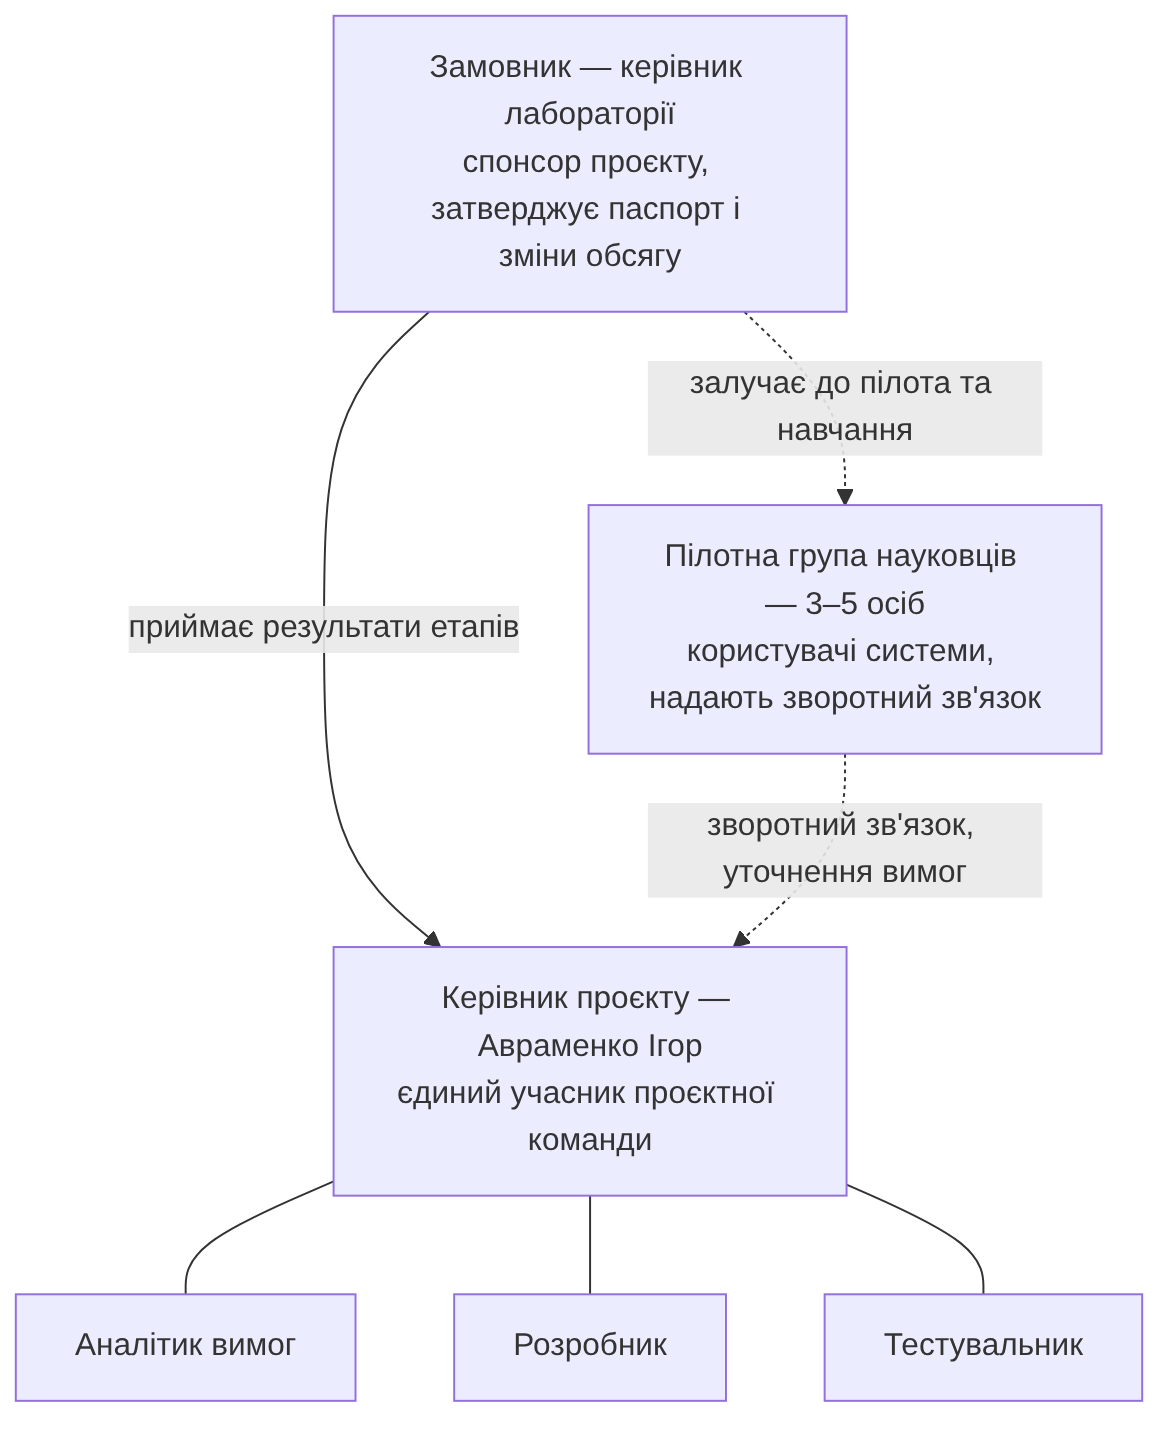 Замовник — керівник
лабораторії
спонсор проєкту,
затверджує паспорт і
зміни обсягу
залучає до пілота та
навчання
Пілотна група науковців
— 3–5 осіб
користувачі системи,
надають зворотний зв'язок
приймає результати етапів
зворотний зв'язок,
уточнення вимог
Керівник проєкту —
Авраменко Ігор
єдиний учасник проєктної
команди
Аналітик вимог
Розробник
Тестувальник